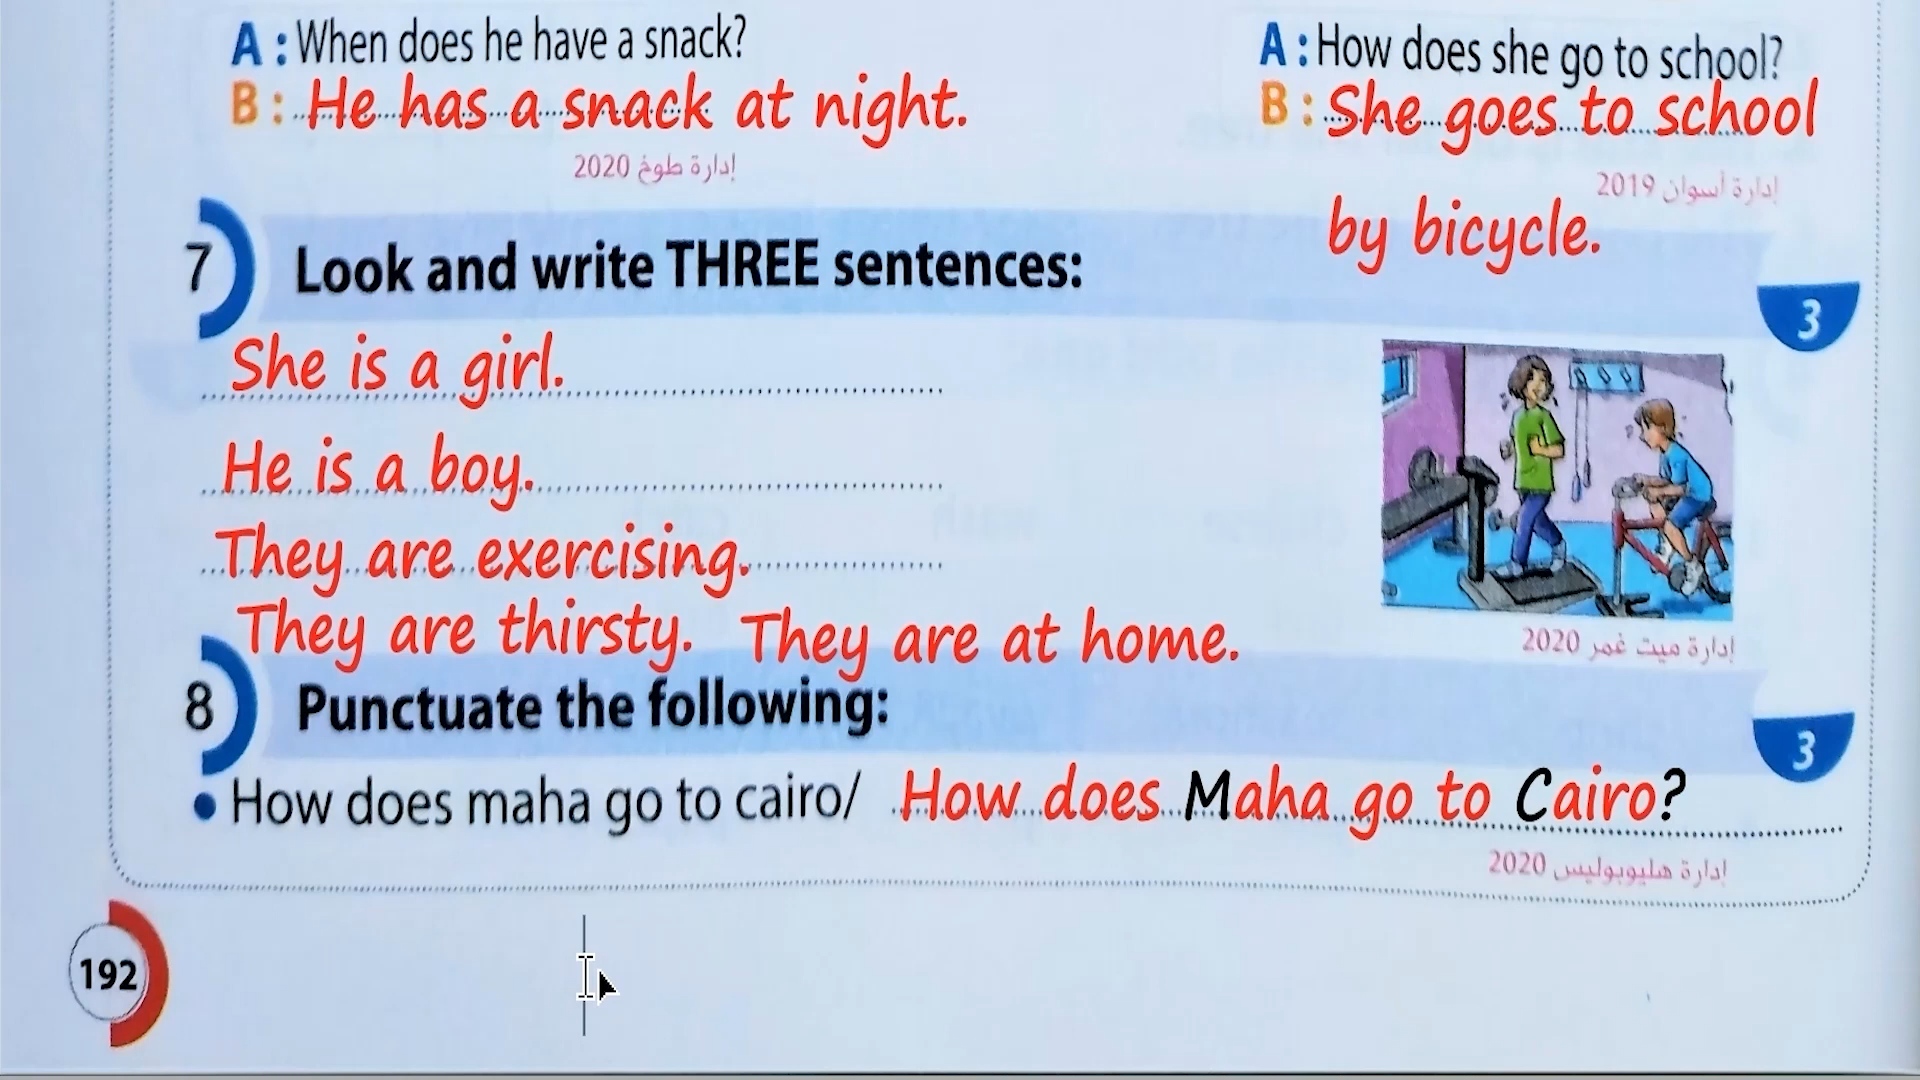 A : When does he have a snack?
B : He has a snack at night.
إدارة طوخ 2020
A : How does she go to school?
B : She goes to school
إدارة أسوان 2019
by bicycle.
7 Look and write THREE sentences:
3
She is a girl.
He is a boy.
They are exercising.
They are thirsty. They are at home.
إدارة ميت غمر 2020
8 Punctuate the following:
3
• How does maha go to cairo/ How does Maha go to Cairo?
إدارة هليوبوليس 2020
192